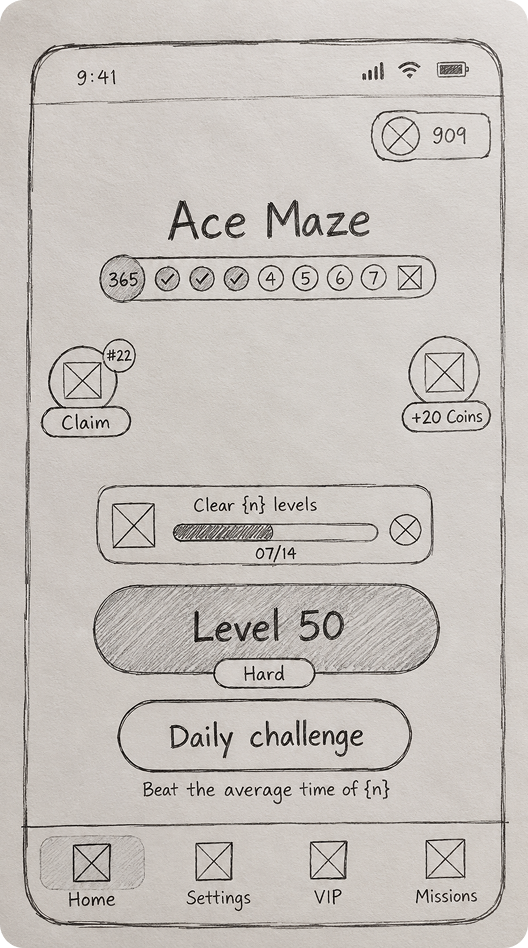 9:41
909
Ace Maze
365 4 5 6 7
#22
Claim
+20 Coins
Clear {n} levels
07/14
Level 50
Hard
Daily challenge
Beat the average time of {n}
Home Settings VIP Missions